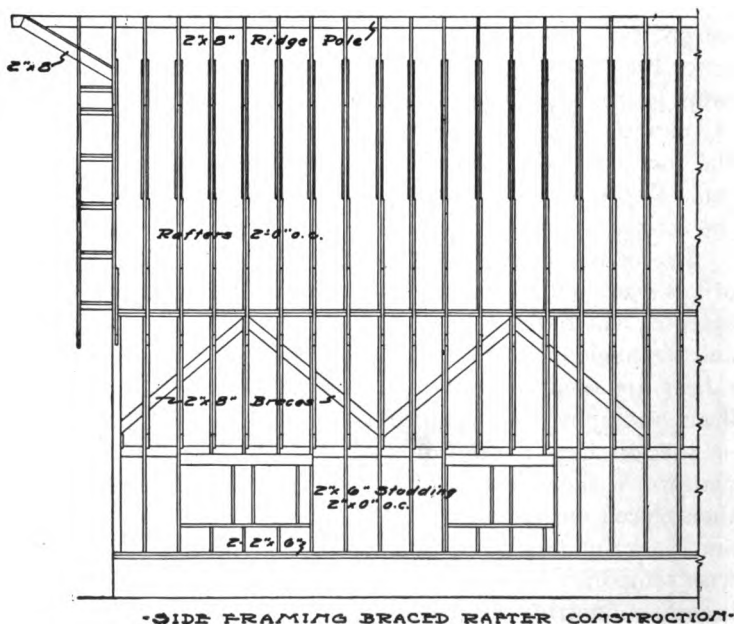 2"x 8" Ridge Pole
2"x 8"
Rafters 2'-0" o.c.
2"x 8" Braces
2"x 6" Studding
2"x 0" o.c.
2- 2"x 6"
-SIDE FRAMING BRACED RAFTER CONSTRUCTION-